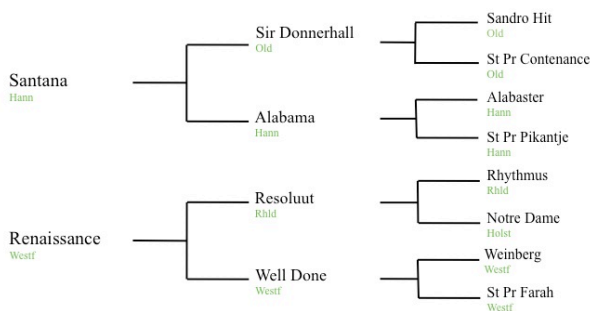 Santana
Hann
Sir Donnerhall
Old
Alabama
Hann
Sandro Hit
Old
St Pr Contenance
Old
Alabaster
Hann
St Pr Pikantje
Hann
Renaissance
Westf
Resoluut
Rhld
Well Done
Westf
Rhythmus
Rhld
Notre Dame
Holst
Weinberg
Westf
St Pr Farah
Westf